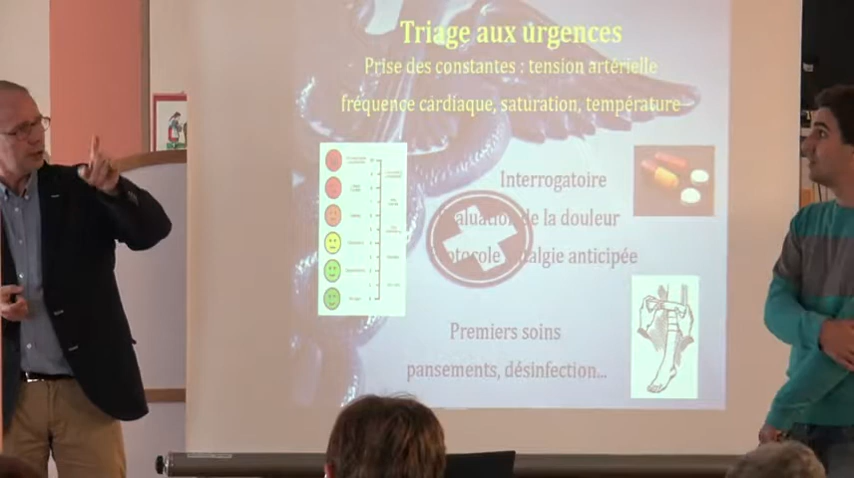 Triage aux urgences
Prise des constantes : tension artérielle
fréquence cardiaque, saturation, température
Interrogatoire
de la douleur
anticipée
Premiers soins
pansements, désinfection...